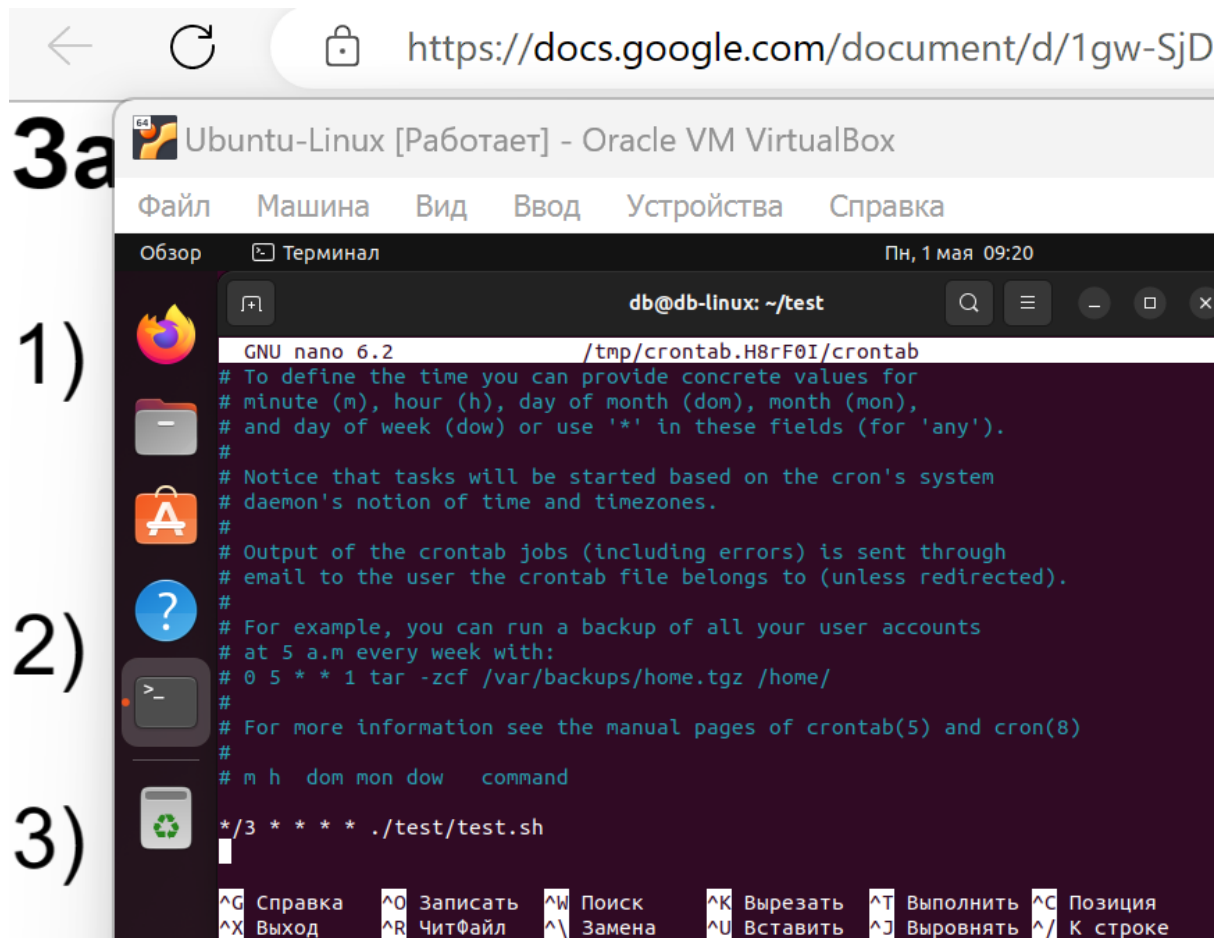 https://docs.google.com/document/d/1gw-SjD
За
64
Ubuntu-Linux [Работает] - Oracle VM VirtualBox
Файл Машина Вид Ввод Устройства Справка
Обзор Терминал Пн, 1 мая 09:20
db@db-linux: ~/test
1)
GNU nano 6.2 /tmp/crontab.H8rF0I/crontab
# To define the time you can provide concrete values for
# minute (m), hour (h), day of month (dom), month (mon),
# and day of week (dow) or use '*' in these fields (for 'any').
#
# Notice that tasks will be started based on the cron's system
# daemon's notion of time and timezones.
#
# Output of the crontab jobs (including errors) is sent through
# email to the user the crontab file belongs to (unless redirected).
#
# For example, you can run a backup of all your user accounts
2)
# at 5 a.m every week with:
# 0 5 * * 1 tar -zcf /var/backups/home.tgz /home/
#
# For more information see the manual pages of crontab(5) and cron(8)
#
# m h  dom mon dow   command
3)
*/3 * * * * ./test/test.sh
^G Справка ^O Записать ^W Поиск ^K Вырезать ^T Выполнить ^C Позиция
^X Выход ^R ЧитФайл ^\ Замена ^U Вставить ^J Выровнять ^/ К строке